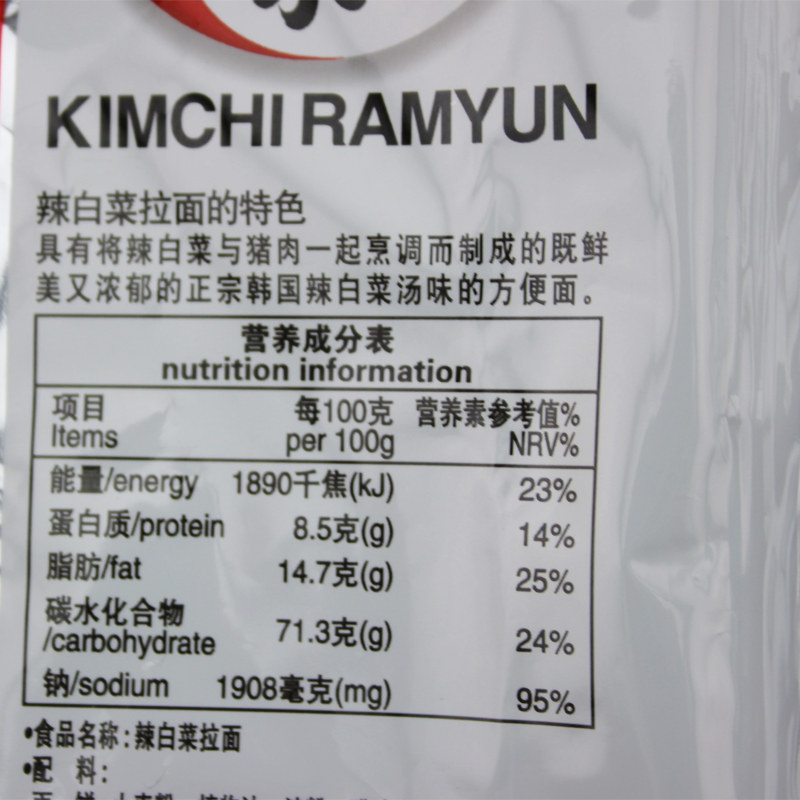 KIMCHI RAMYUN
辣白菜拉面的特色
具有将辣白菜与猪肉一起烹调而制成的既鲜
美又浓郁的正宗韩国辣白菜汤味的方便面。
营养成分表
nutrition information
项目 每100克 营养素参考值%
Items per 100g NRV%
能量/energy 1890千焦(kJ) 23%
蛋白质/protein 8.5克(g) 14%
脂肪/fat 14.7克(g) 25%
碳水化合物
/carbohydrate 71.3克(g) 24%
钠/sodium 1908毫克(mg) 95%
•食品名称:辣白菜拉面
•配 料: